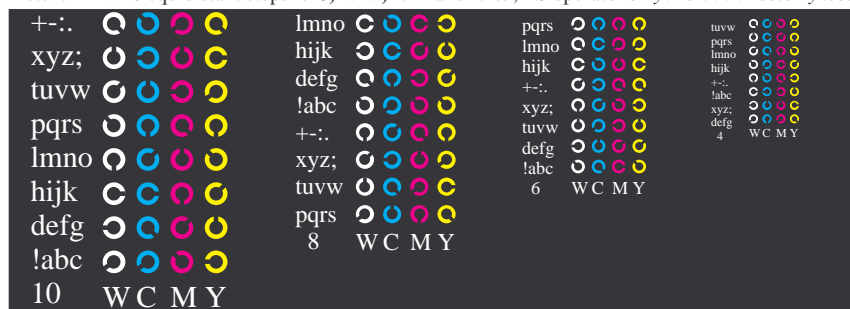 +-:.
xyz;
tuvw
pqrs
lmno
hijk
defg
!abc
10 W C M Y
lmno
hijk
defg
!abc
+-:.
xyz;
tuvw
pqrs
8 W C M Y
pqrs
lmno
hijk
+-:.
xyz;
tuvw
defg
!abc
6 W C M Y
tuvw
pqrs
lmno
hijk
+-:.
!abc
xyz;
defg
4 W C M Y